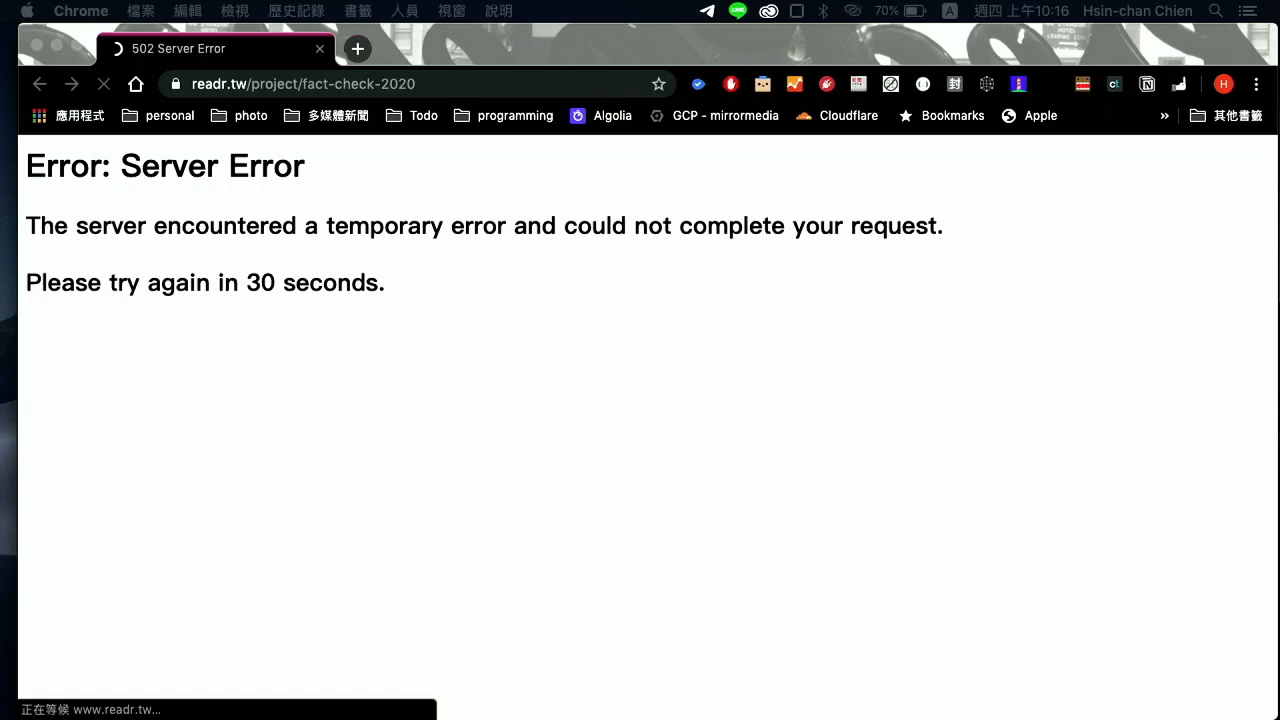 Chrome 檔案 編輯 檢視 歷史記錄 書籤 人員 視窗 說明 70% A 週四 上午10:16 Hsin-chan Chien
502 Server Error
readr.tw/project/fact-check-2020
應用程式 personal photo 多媒體新聞 Todo programming Algolia GCP - mirrormedia Cloudflare Bookmarks Apple » 其他書籤
Error: Server Error
The server encountered a temporary error and could not complete your request.
Please try again in 30 seconds.
正在等候 www.readr.tw...